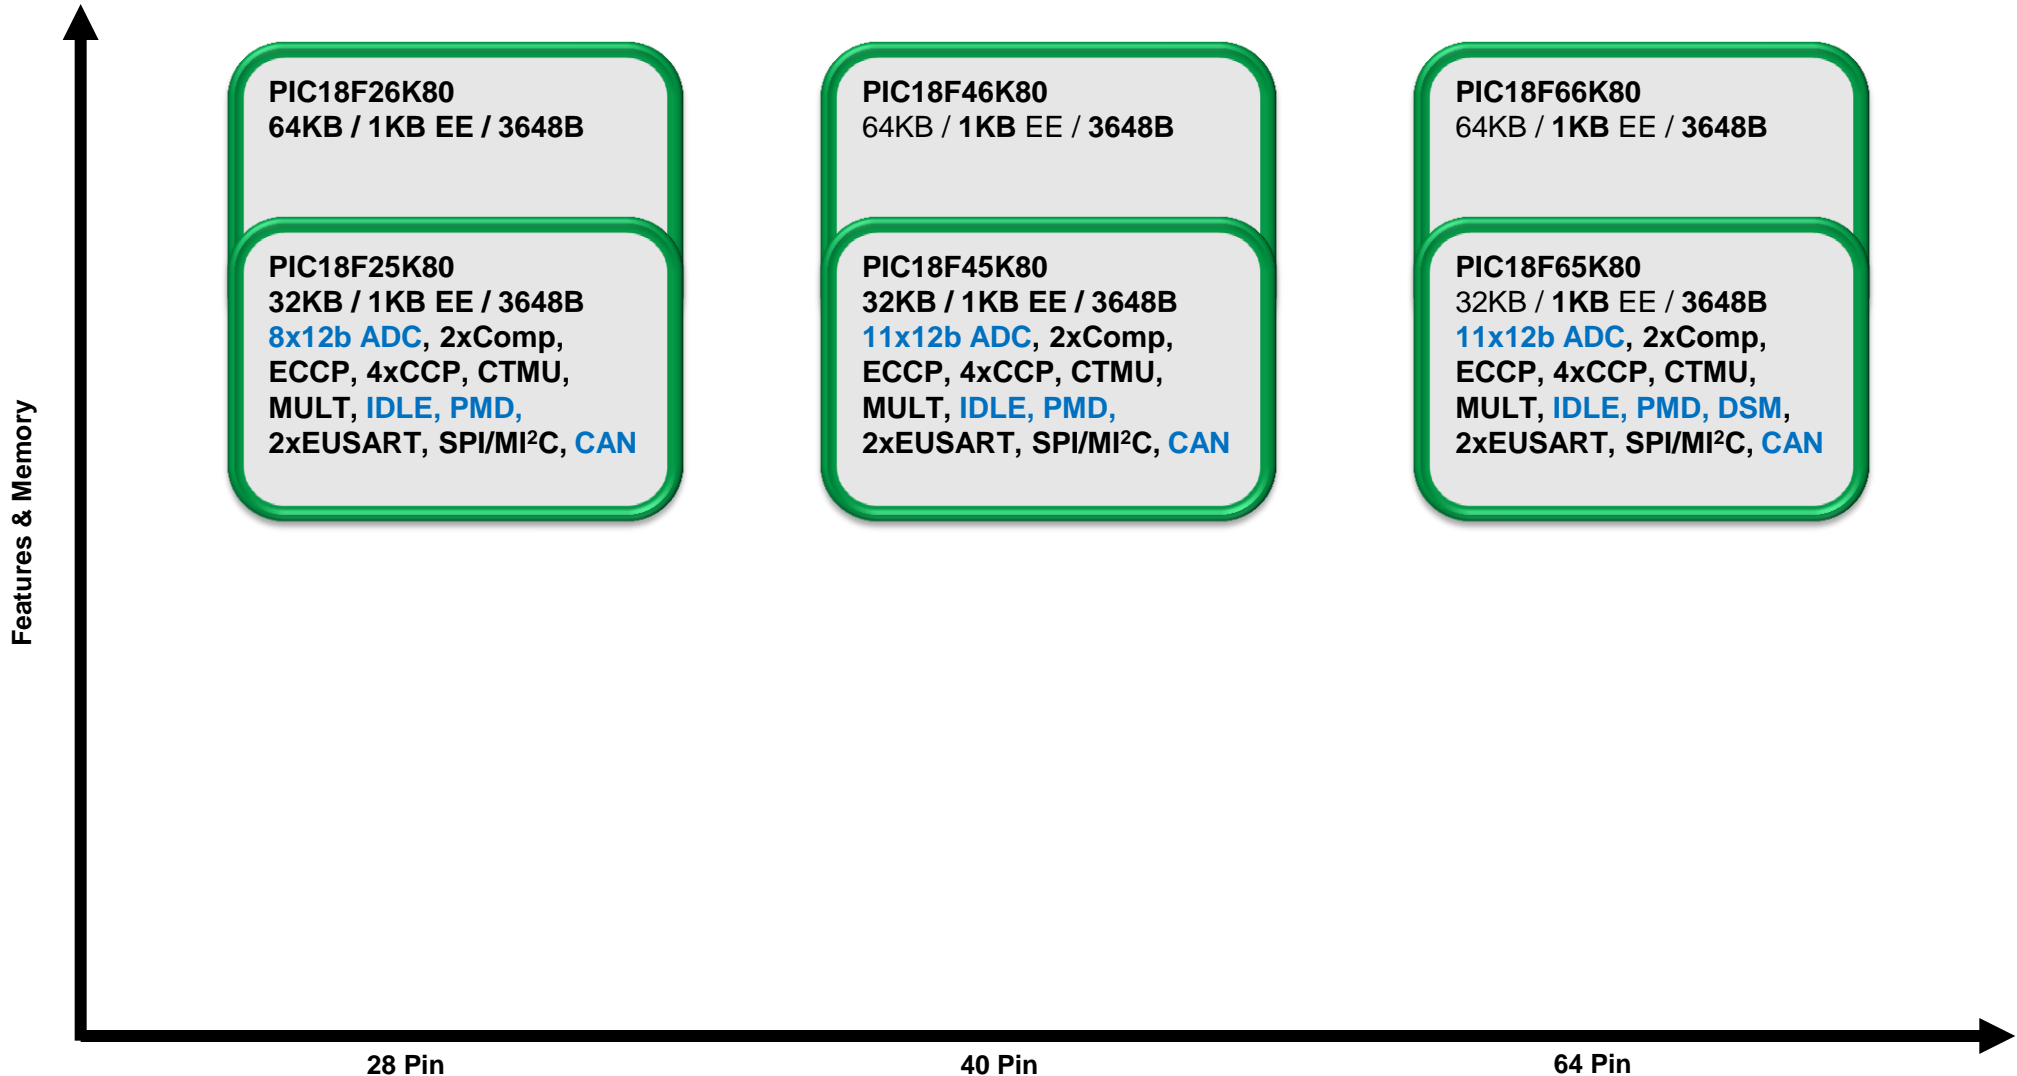 PIC18F26K80
64KB / 1KB EE / 3648B
PIC18F25K80
32KB / 1KB EE / 3648B
8x12b ADC, 2xComp,
ECCP, 4xCCP, CTMU,
MULT, IDLE, PMD,
2xEUSART, SPI/MI²C, CAN
PIC18F46K80
64KB / 1KB EE / 3648B
PIC18F45K80
32KB / 1KB EE / 3648B
11x12b ADC, 2xComp,
ECCP, 4xCCP, CTMU,
MULT, IDLE, PMD,
2xEUSART, SPI/MI²C, CAN
PIC18F66K80
64KB / 1KB EE / 3648B
PIC18F65K80
32KB / 1KB EE / 3648B
11x12b ADC, 2xComp,
ECCP, 4xCCP, CTMU,
MULT, IDLE, PMD, DSM,
2xEUSART, SPI/MI²C, CAN
Features & Memory
28 Pin
40 Pin
64 Pin